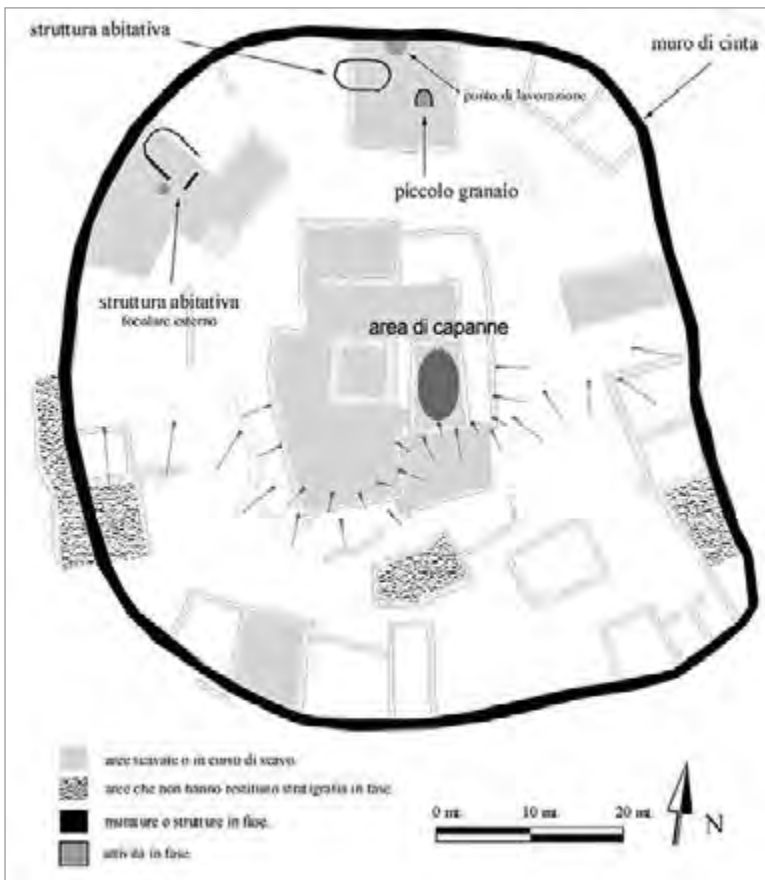 struttura abitativa
muro di cinta
punto di lavorazione
piccolo granaio
struttura abitativa
focolare esterno
area di capanne
aree scavate o in corso di scavo.
aree che non hanno restituito stratigrafia in fase.
murature o strutture in fase.
attività in fase.
0 mt. 10 mt. 20 mt.
N